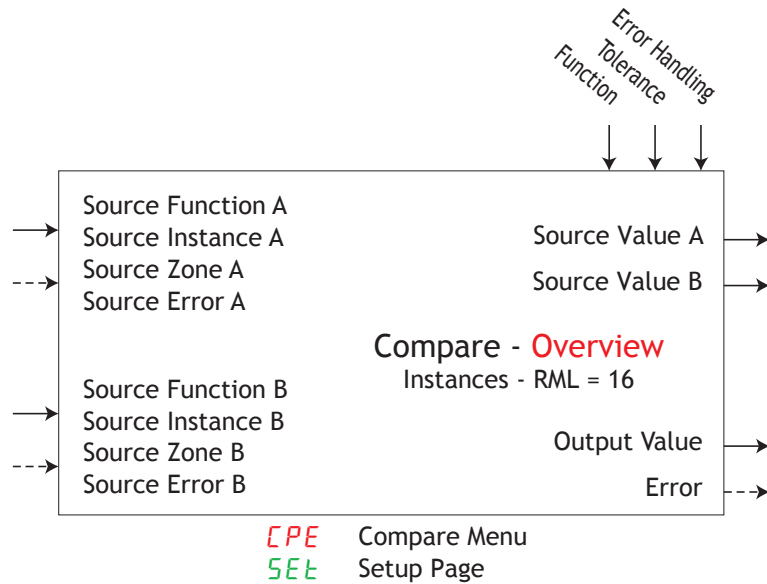 Function
Tolerance
Error Handling
Source Function A
Source Instance A
Source Zone A
Source Error A
Source Value A
Source Value B
Compare - Overview
Instances - RML = 16
Source Function B
Source Instance B
Source Zone B
Source Error B
Output Value
Error
CPE Compare Menu
SEt Setup Page